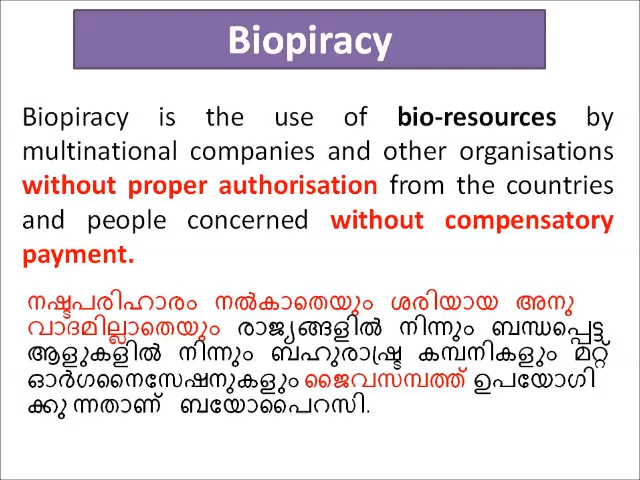 Biopiracy
Biopiracy is the use of bio-resources by
multinational companies and other organisations
without proper authorisation from the countries
and people concerned without compensatory
payment.
നഷ്ടപരിഹാരം നൽകാതെയും ശരിയായ അനു
വാദമില്ലാതെയും രാജ്യങ്ങളിൽ നിന്നും ബന്ധപ്പെട്ട
ആളുകളിൽ നിന്നും ബഹുരാഷ്ട്ര കമ്പനികളും മറ്റ്
ഓർഗനൈസേഷനുകളും ജൈവസമ്പത്ത് ഉപയോഗി
ക്കു ന്നതാണ് ബയോപൈറസി.